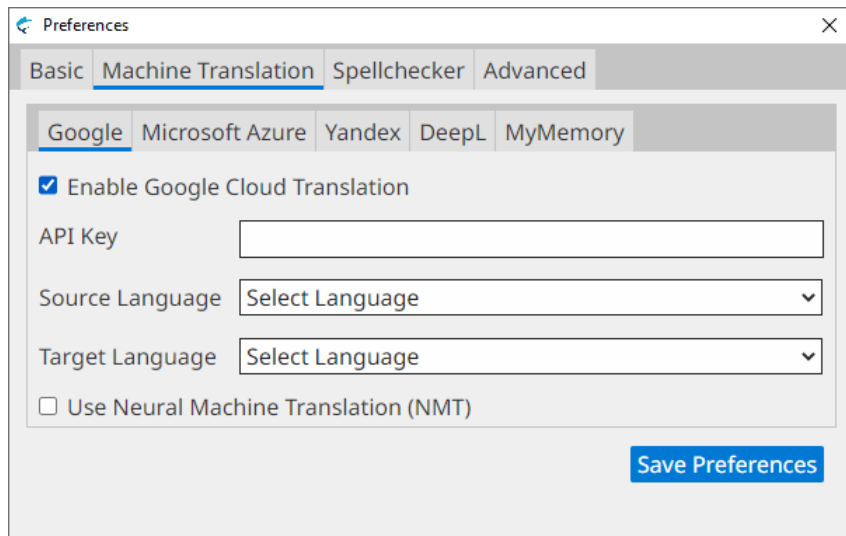 Preferences
Basic Machine Translation Spellchecker Advanced
Google Microsoft Azure Yandex DeepL MyMemory
Enable Google Cloud Translation
API Key
Source Language Select Language
Target Language Select Language
Use Neural Machine Translation (NMT)
Save Preferences